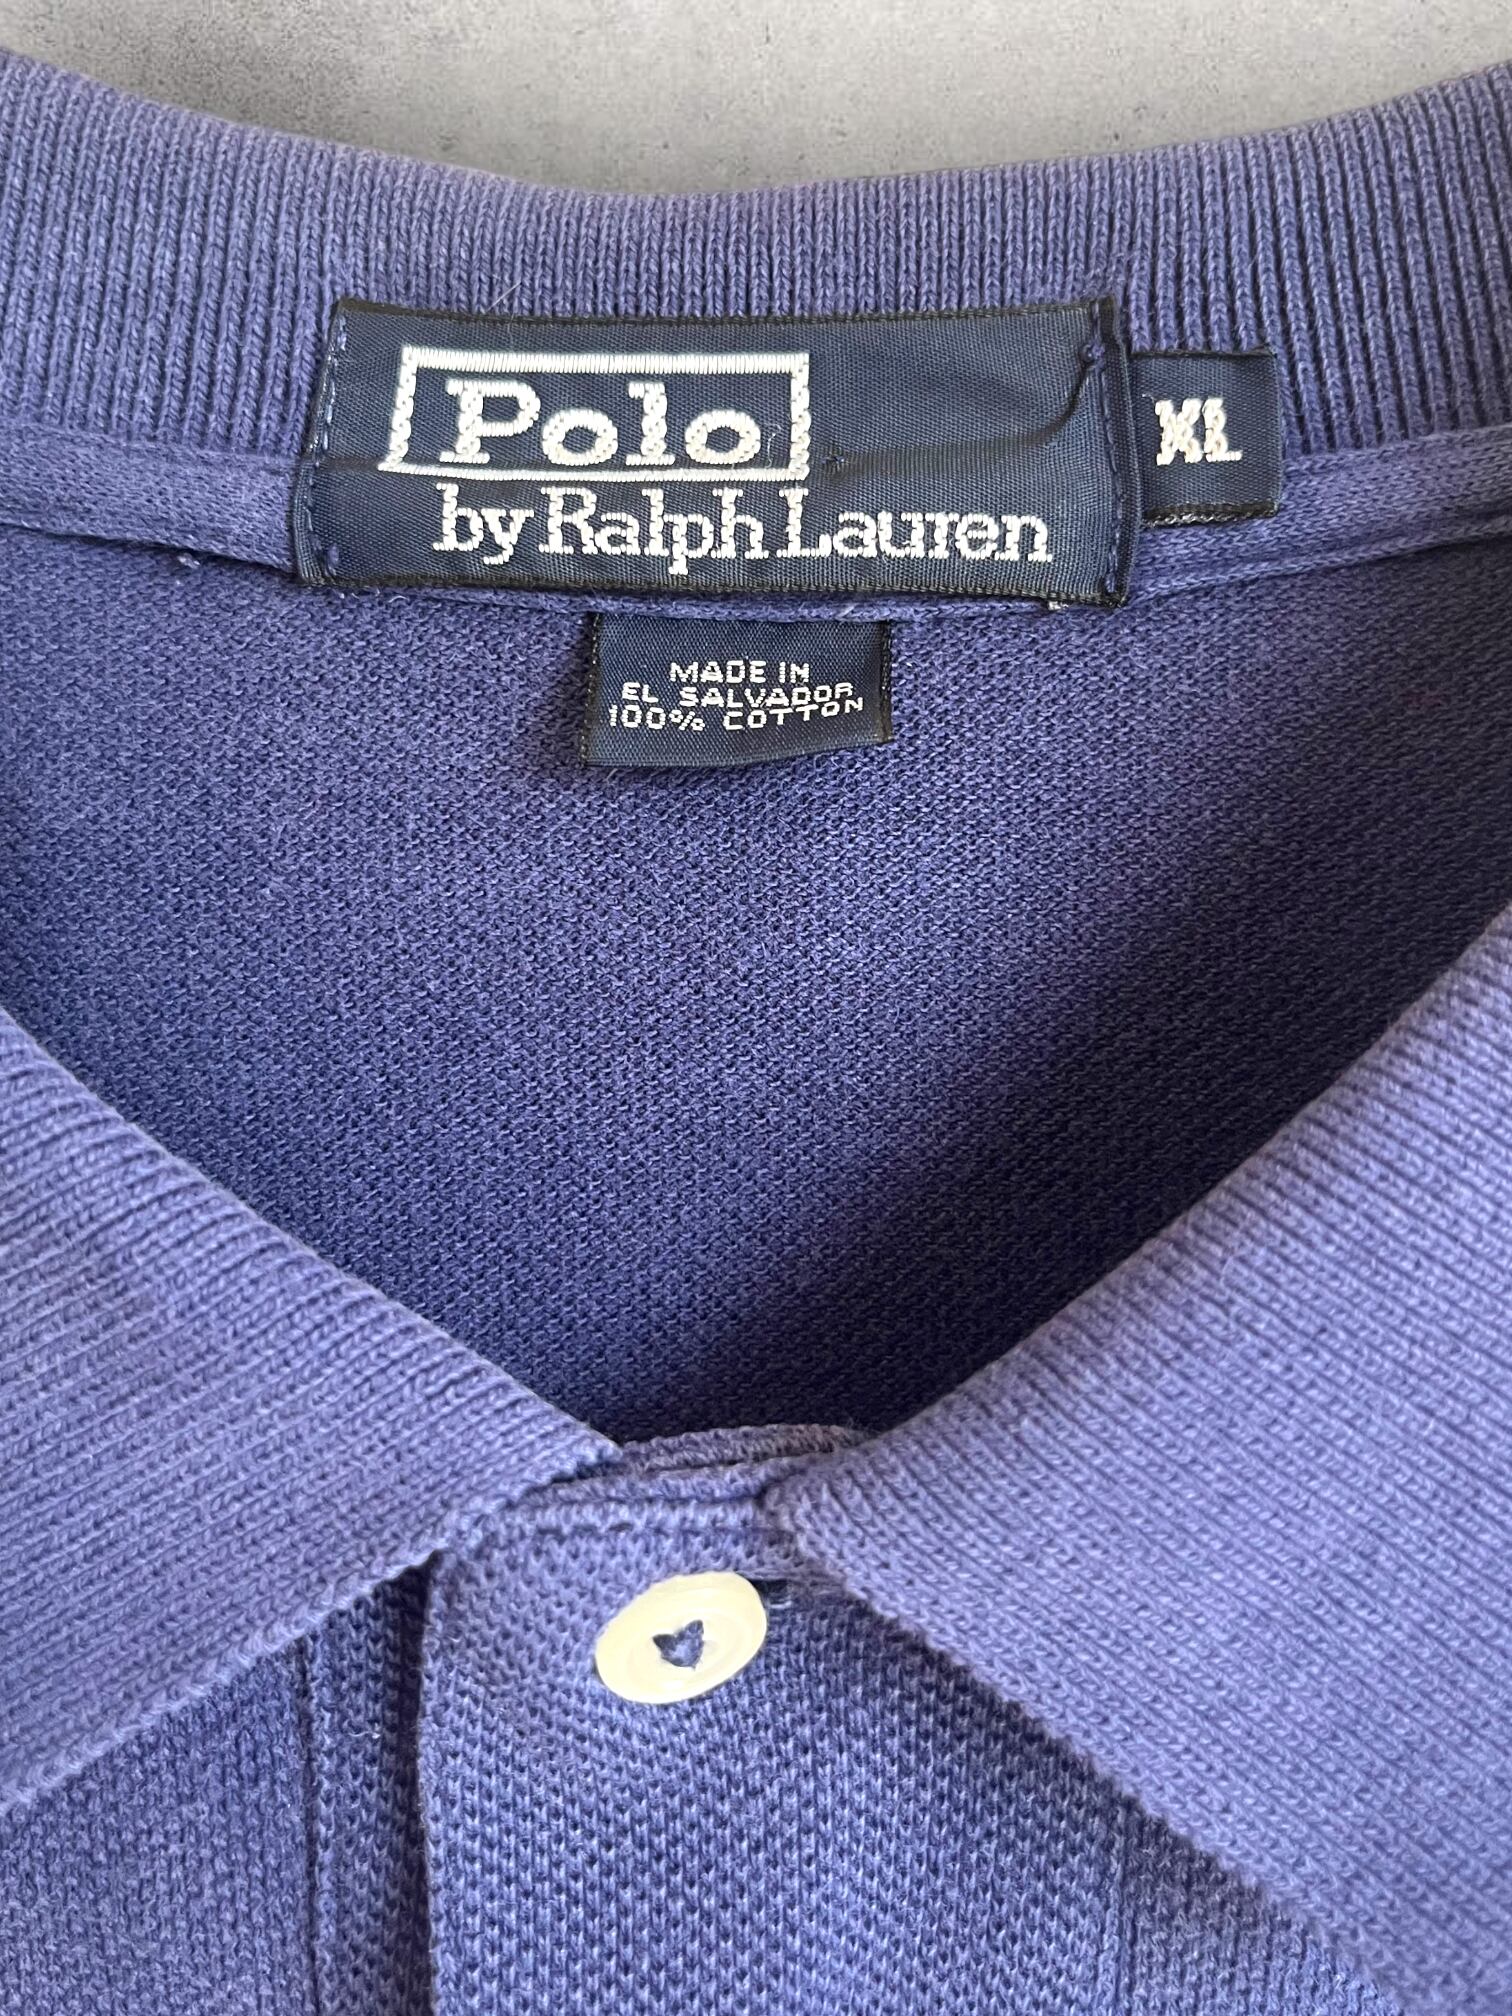 Polo
by Ralph Lauren
XL
MADE IN
EL SALVADOR
100% COTTON